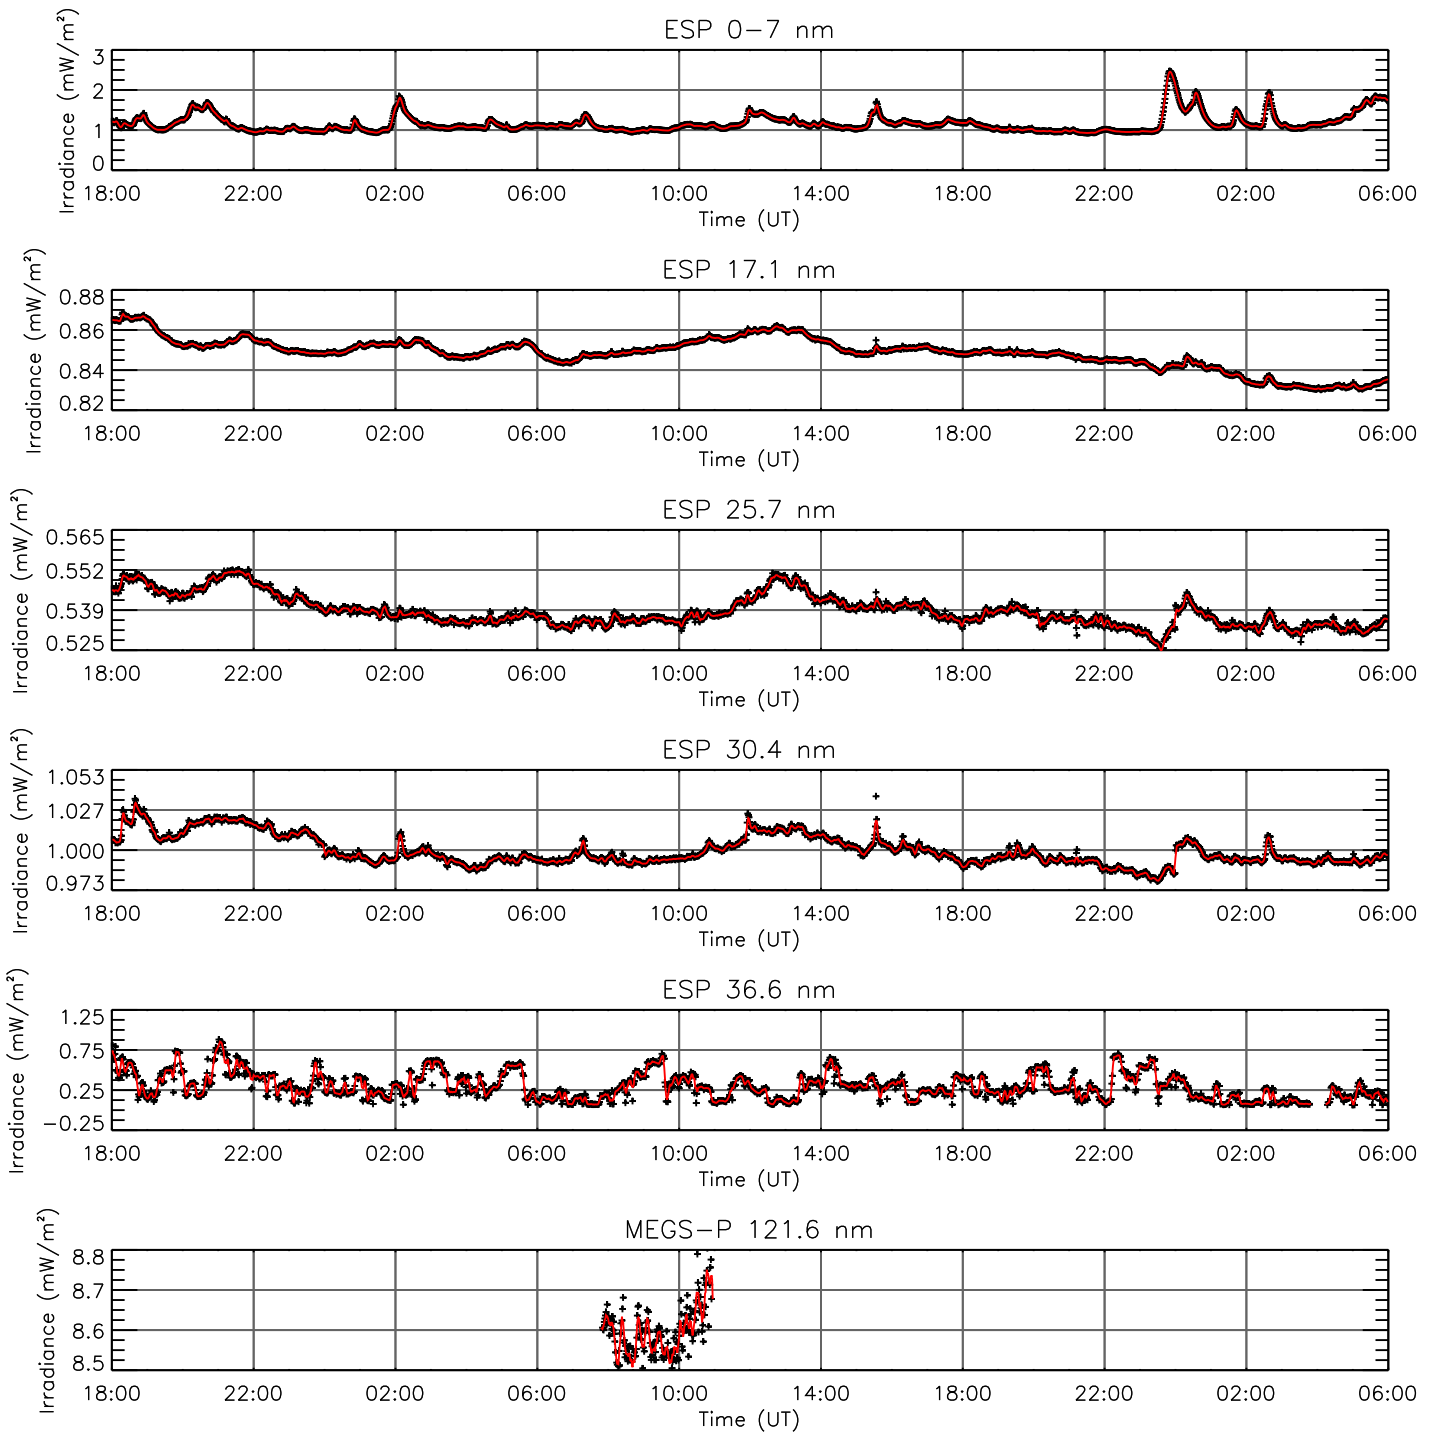 ESP 0-7 nm
Irradiance (mW/m²)
3
2
1
0
18:00 22:00 02:00 06:00 10:00 14:00 18:00 22:00 02:00 06:00
Time (UT)
ESP 17.1 nm
Irradiance (mW/m²)
0.88
0.86
0.84
0.82
18:00 22:00 02:00 06:00 10:00 14:00 18:00 22:00 02:00 06:00
Time (UT)
ESP 25.7 nm
Irradiance (mW/m²)
0.565
0.552
0.539
0.525
18:00 22:00 02:00 06:00 10:00 14:00 18:00 22:00 02:00 06:00
Time (UT)
ESP 30.4 nm
Irradiance (mW/m²)
1.053
1.027
1.000
0.973
18:00 22:00 02:00 06:00 10:00 14:00 18:00 22:00 02:00 06:00
Time (UT)
ESP 36.6 nm
Irradiance (mW/m²)
1.25
0.75
0.25
-0.25
18:00 22:00 02:00 06:00 10:00 14:00 18:00 22:00 02:00 06:00
Time (UT)
MEGS-P 121.6 nm
Irradiance (mW/m²)
8.8
8.7
8.6
8.5
18:00 22:00 02:00 06:00 10:00 14:00 18:00 22:00 02:00 06:00
Time (UT)